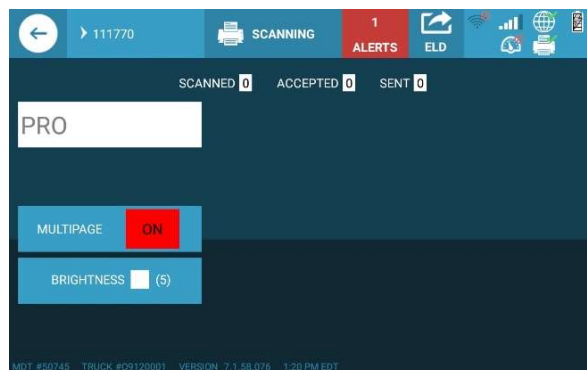 111770
SCANNING
1
ALERTS
ELD
SCANNED 0 ACCEPTED 0 SENT 0
PRO
MULTIPAGE ON
BRIGHTNESS (5)
MDT #50745 TRUCK #O9120001 VERSION 7.1.58.076 1:20 PM EDT